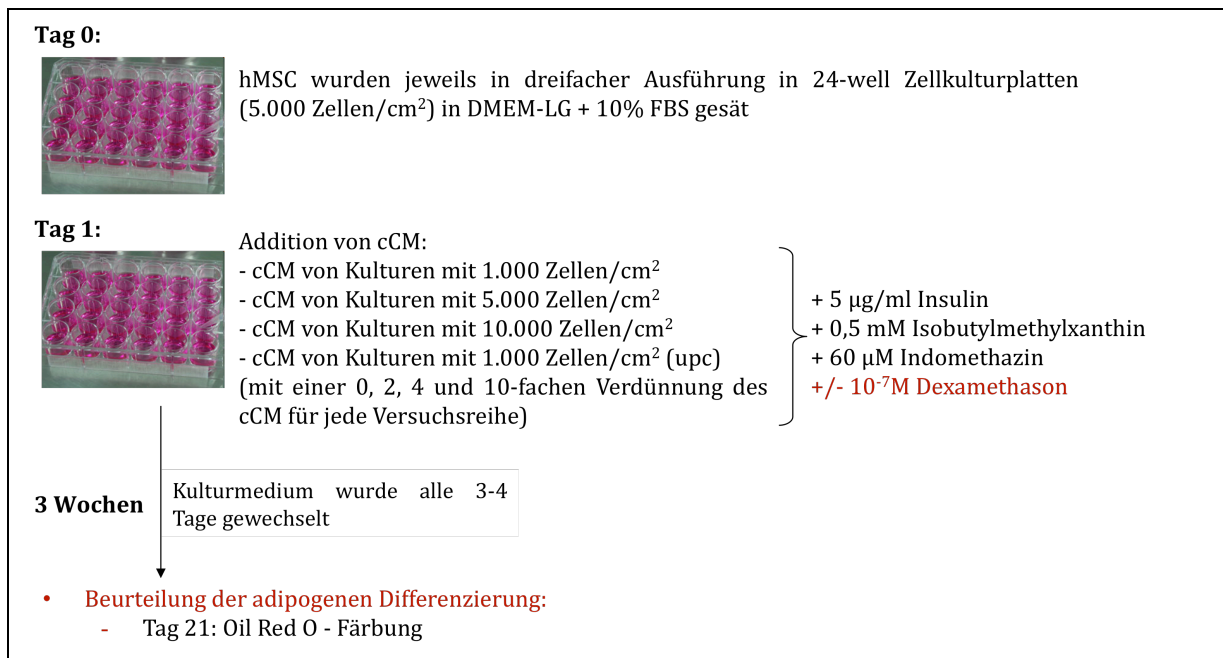 Tag 0:
hMSC wurden jeweils in dreifacher Ausführung in 24-well Zellkulturplatten
(5.000 Zellen/cm²) in DMEM-LG + 10% FBS gesät
Tag 1:
Addition von cCM:
- cCM von Kulturen mit 1.000 Zellen/cm²
- cCM von Kulturen mit 5.000 Zellen/cm²
- cCM von Kulturen mit 10.000 Zellen/cm²
- cCM von Kulturen mit 1.000 Zellen/cm² (upc)
(mit einer 0, 2, 4 und 10-fachen Verdünnung des
cCM für jede Versuchsreihe)
+ 5 µg/ml Insulin
+ 0,5 mM Isobutylmethylxanthin
+ 60 µM Indomethazin
+/- 10⁻⁷M Dexamethason
3 Wochen
Kulturmedium wurde alle 3-4
Tage gewechselt
• Beurteilung der adipogenen Differenzierung:
- Tag 21: Oil Red O - Färbung